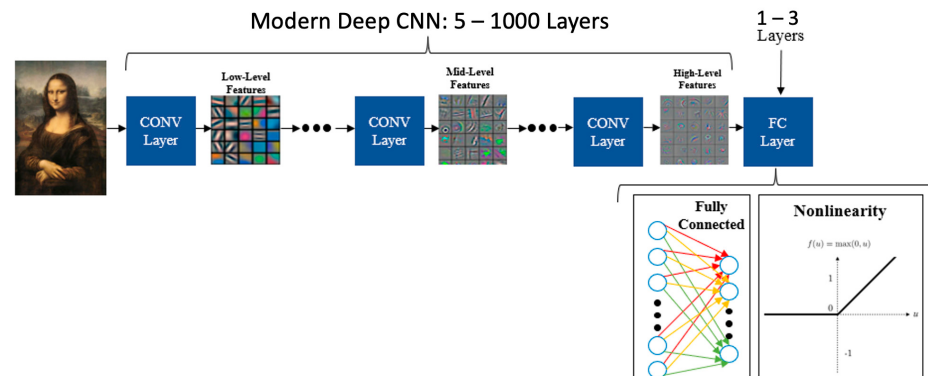 Modern Deep CNN: 5 – 1000 Layers
1 – 3
Layers
Low-Level
Features
Mid-Level
Features
High-Level
Features
CONV
Layer
CONV
Layer
CONV
Layer
FC
Layer
Fully
Connected
Nonlinearity
f(u) = max(0, u)
1
0
u
-1